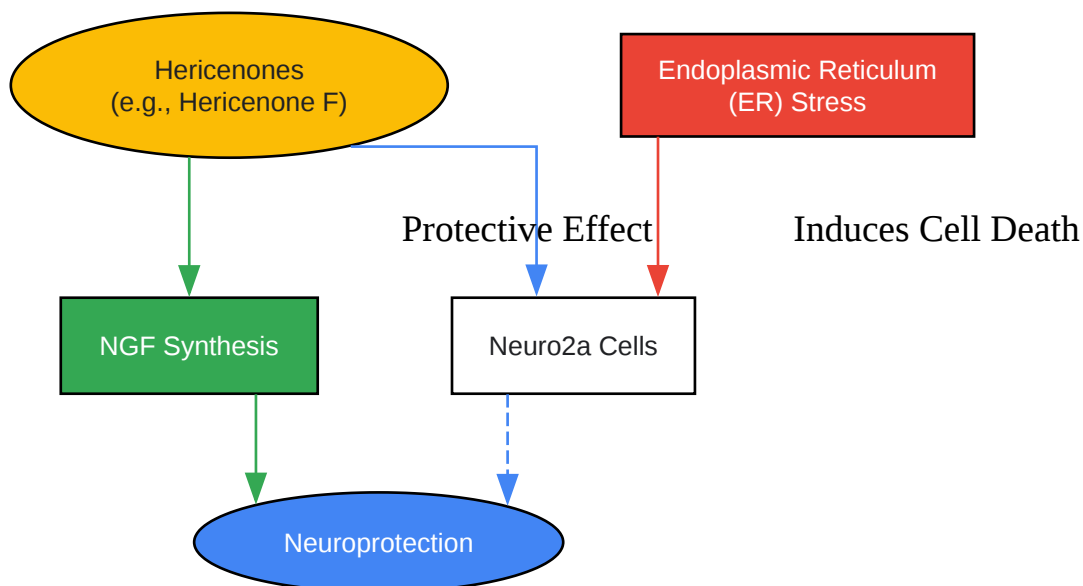 Hericenones
(e.g., Hericenone F)
Endoplasmic Reticulum
(ER) Stress
Protective Effect
Induces Cell Death
NGF Synthesis
Neuro2a Cells
Neuroprotection